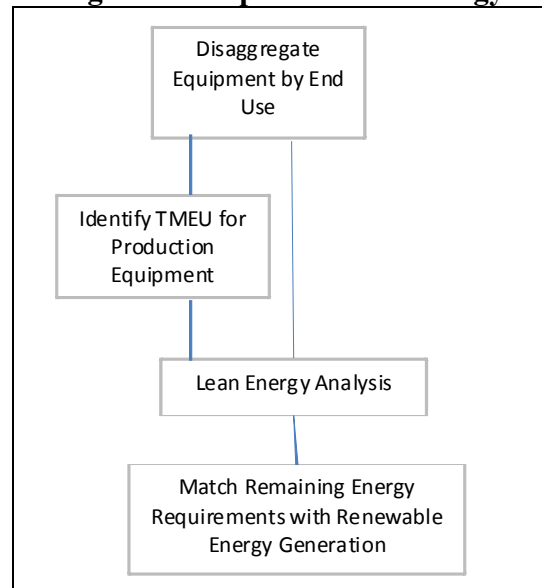 Disaggregate
Equipment by End
Use
Identify TMEU for
Production
Equipment
Lean Energy Analysis
Match Remaining Energy
Requirements with Renewable
Energy Generation